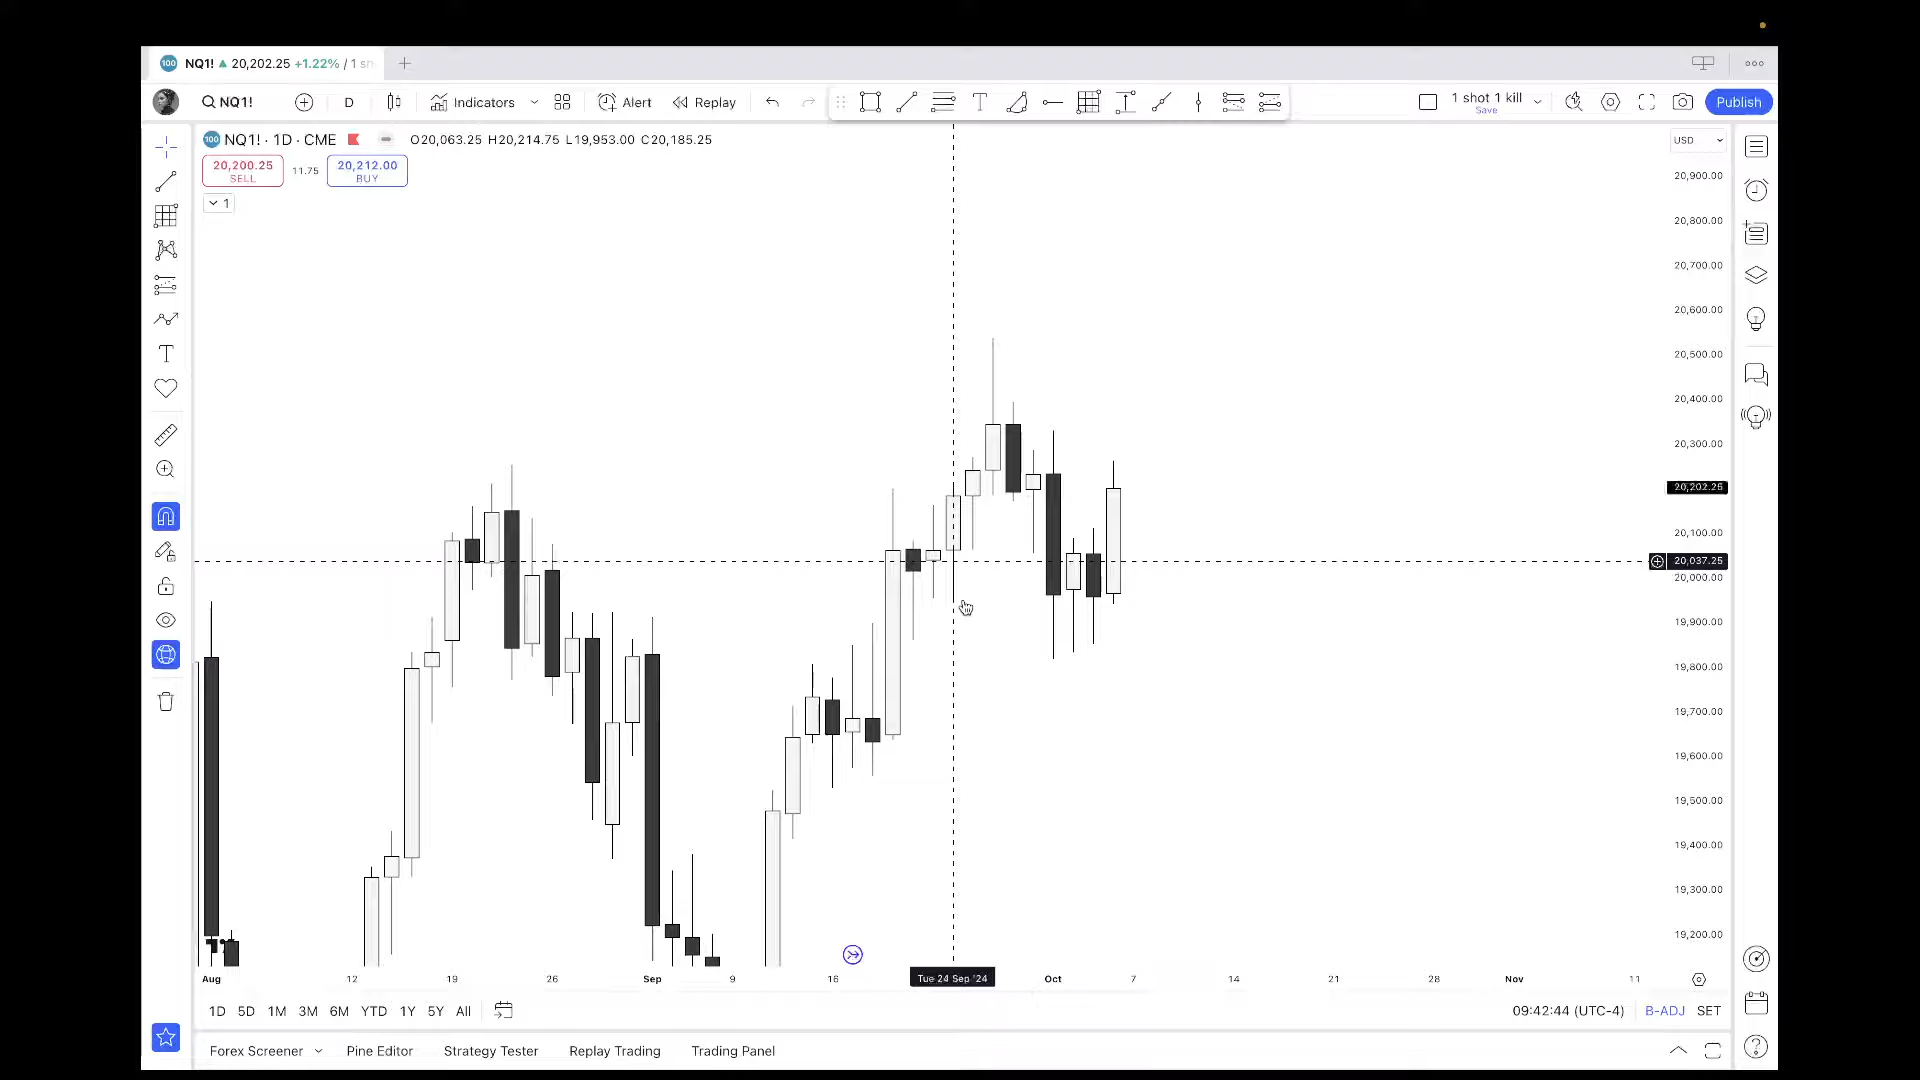 100 NQ1! 20,202.25 +1.22% / 1
NQ1! D Indicators Alert Replay 1 shot 1 kill Publish
Save
100 NQ1! · 1D · CME O20,063.25 H20,214.75 L19,953.00 C20,185.25
USD
20,200.25 11.75 20,212.00
SELL BUY
1
20,900.00
20,800.00
20,700.00
20,600.00
20,500.00
20,400.00
20,300.00
20,202.25
20,100.00
20,037.25
20,000.00
19,900.00
19,800.00
19,700.00
19,600.00
19,500.00
19,400.00
19,300.00
19,200.00
Aug 12 19 26 Sep 9 16 Tue 24 Sep '24 Oct 7 14 21 28 Nov 11
1D 5D 1M 3M 6M YTD 1Y 5Y All 09:42:44 (UTC-4) B-ADJ SET
Forex Screener Pine Editor Strategy Tester Replay Trading Trading Panel